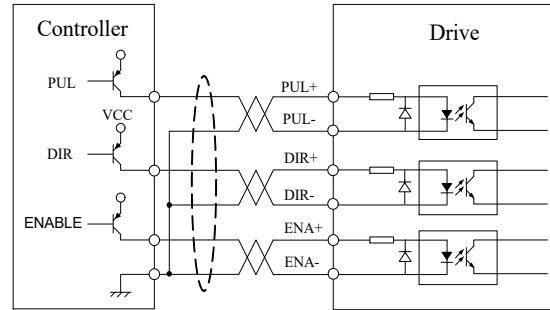 Controller
Drive
PUL
PUL+
VCC
PUL-
DIR
DIR+
DIR-
ENABLE
ENA+
ENA-